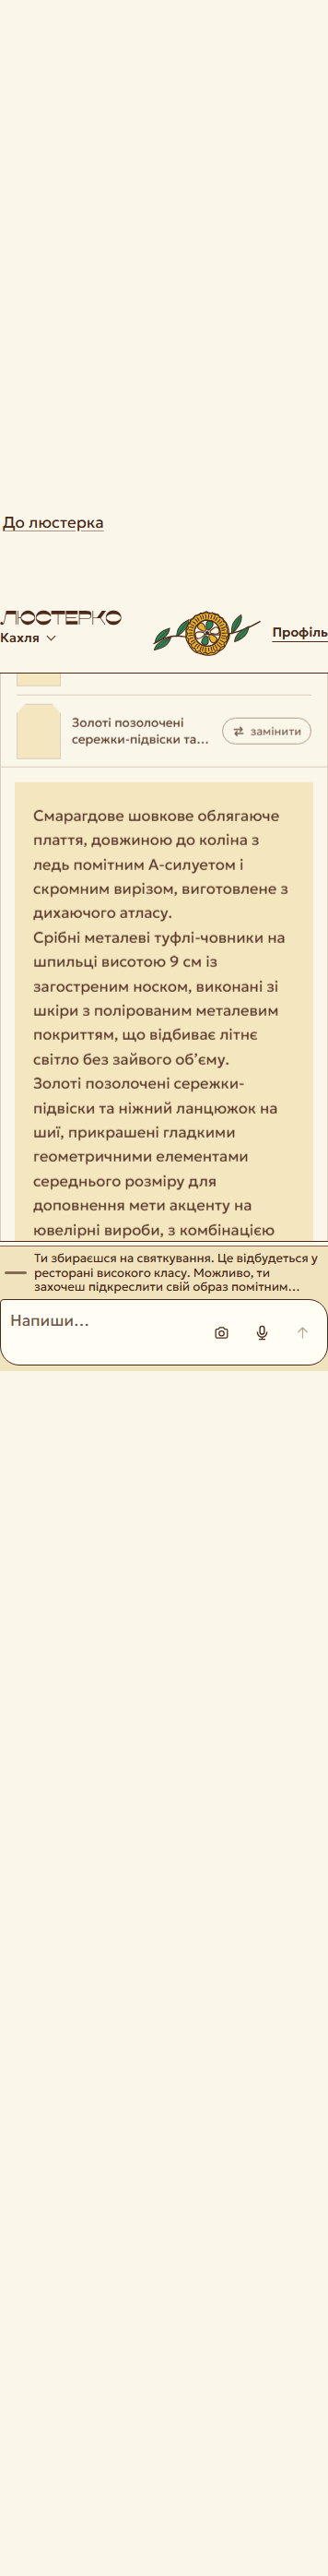 До люстерка
ЛЮСТЕРКО
Кахля
Профіль
Золоті позолочені
сережки-підвіски та...
замінити
Смарагдове шовкове облягаюче
плаття, довжиною до коліна з
ледь помітним А-силуетом і
скромним вирізом, виготовлене з
дихаючого атласу.
Срібні металеві туфлі-човники на
шпильці висотою 9 см із
загостреним носком, виконані зі
шкіри з полірованим металевим
покриттям, що відбиває літнє
світло без зайвого об’єму.
Золоті позолочені сережки-
підвіски та ніжний ланцюжок на
шиї, прикрашені гладкими
геометричними елементами
середнього розміру для
доповнення мети акценту на
ювелірні вироби, з комбінацією
Ти збираєшся на святкування. Це відбудеться у
ресторані високого класу. Можливо, ти
захочеш підкреслити свій образ помітним...
Напиши...